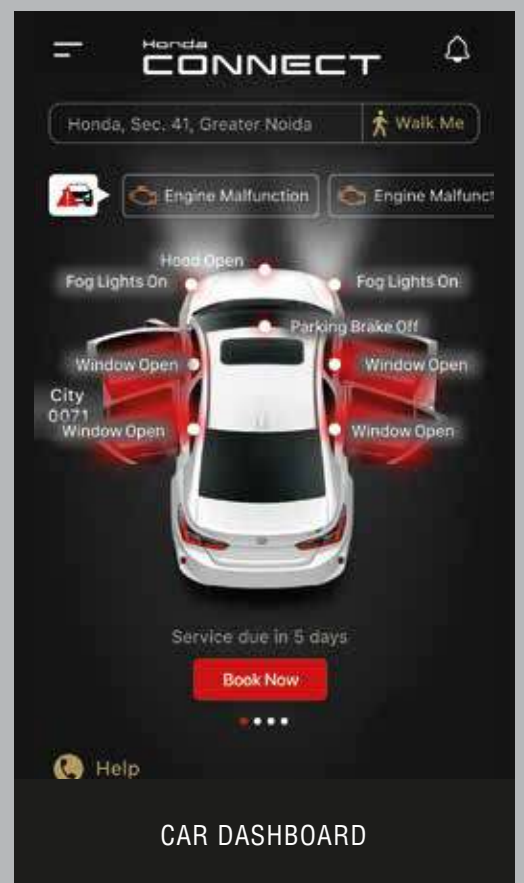 Honda
CONNECT
Honda, Sec. 41, Greater Noida
Walk Me
Engine Malfunction
Engine Malfunct
Hood Open
Fog Lights On
Fog Lights On
Parking Brake Off
Window Open
Window Open
City
0071
Window Open
Window Open
Service due in 5 days
Book Now
Help
CAR DASHBOARD